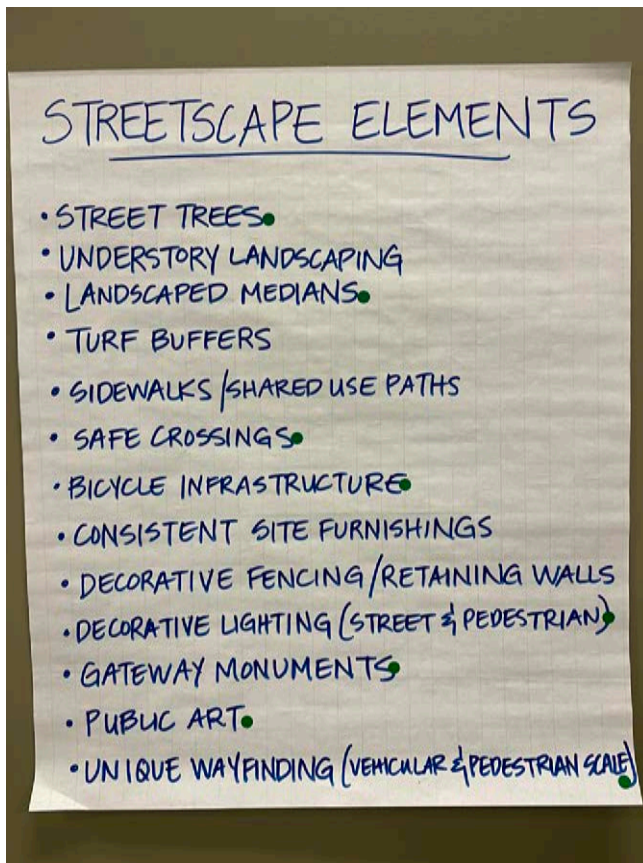 STREETSCAPE ELEMENTS
• STREET TREES
• UNDERSTORY LANDSCAPING
• LANDSCAPED MEDIANS
• TURF BUFFERS
• SIDEWALKS/SHARED USE PATHS
• SAFE CROSSINGS
• BICYCLE INFRASTRUCTURE
• CONSISTENT SITE FURNISHINGS
• DECORATIVE FENCING/RETAINING WALLS
• DECORATIVE LIGHTING (STREET & PEDESTRIAN)
• GATEWAY MONUMENTS
• PUBLIC ART
• UNIQUE WAYFINDING (VEHICULAR & PEDESTRIAN SCALE)